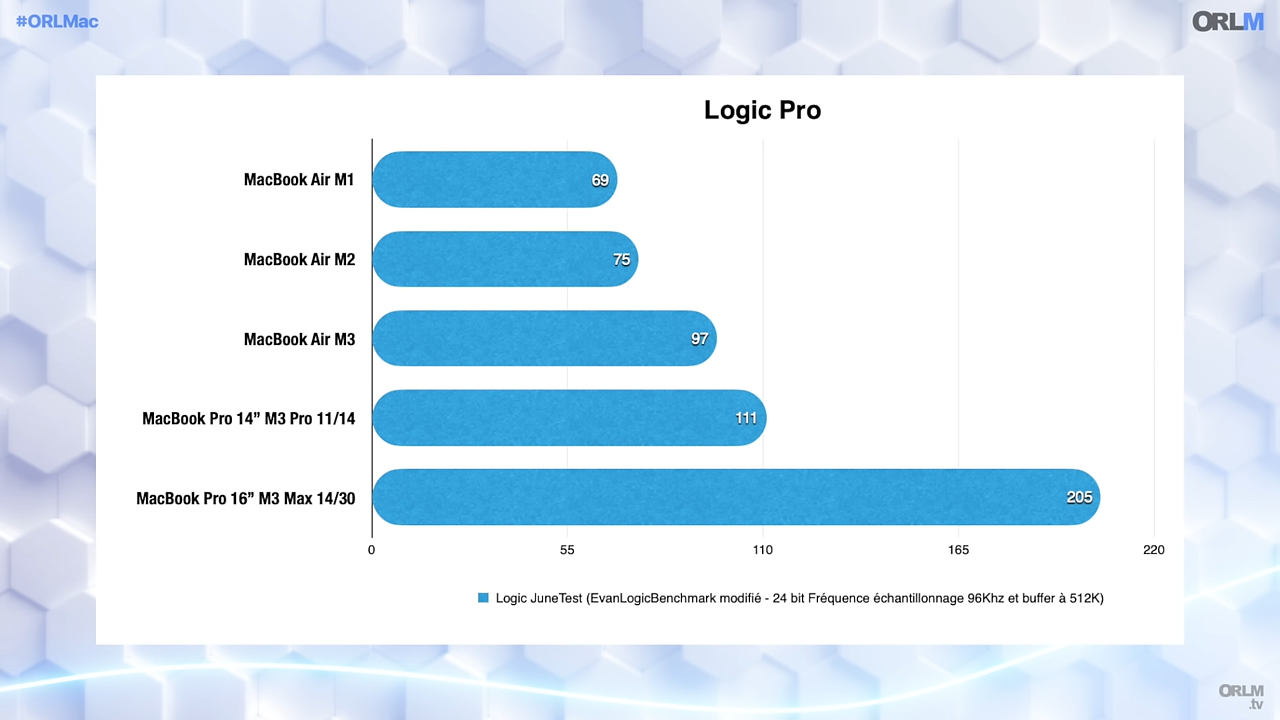 #ORLMac
ORLM
Logic Pro
MacBook Air M1
69
MacBook Air M2
75
MacBook Air M3
97
MacBook Pro 14” M3 Pro 11/14
111
MacBook Pro 16” M3 Max 14/30
205
0 55 110 165 220
Logic JuneTest (EvanLogicBenchmark modifié - 24 bit Fréquence échantillonnage 96Khz et buffer à 512K)
ORLM
.tv